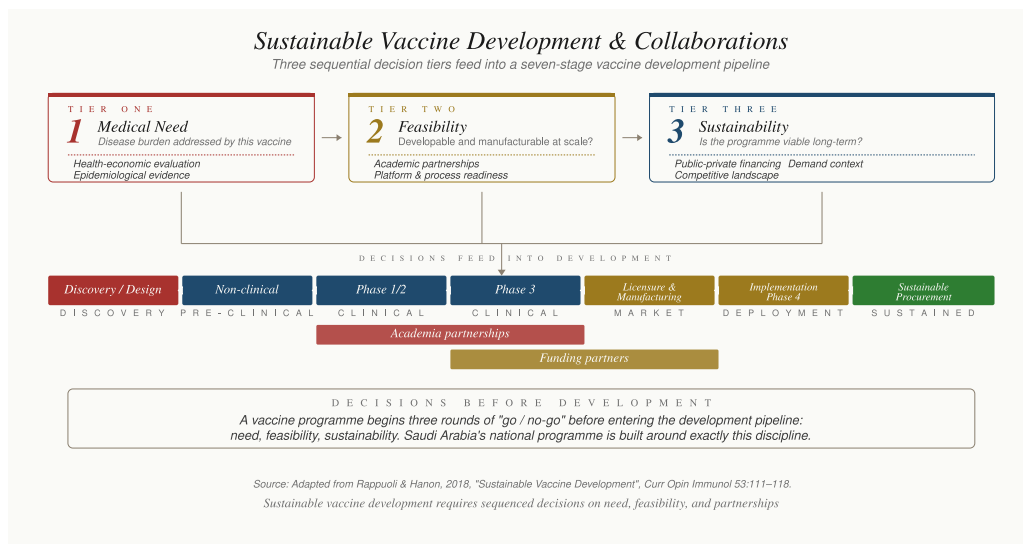 Sustainable Vaccine Development & Collaborations
Three sequential decision tiers feed into a seven-stage vaccine development pipeline
TIER ONE
1 Medical Need
Disease burden addressed by this vaccine
Health-economic evaluation
Epidemiological evidence
TIER TWO
2 Feasibility
Developable and manufacturable at scale?
Academic partnerships
Platform & process readiness
TIER THREE
3 Sustainability
Is the programme viable long-term?
Public-private financing Demand context
Competitive landscape
DECISIONS FEED INTO DEVELOPMENT
Discovery / Design
DISCOVERY
Non-clinical
PRE-CLINICAL
Phase 1/2
CLINICAL
Phase 3
CLINICAL
Licensure &
Manufacturing
MARKET
Implementation
Phase 4
DEPLOYMENT
Sustainable
Procurement
SUSTAINED
Academia partnerships
Funding partners
DECISIONS BEFORE DEVELOPMENT
A vaccine programme begins three rounds of "go / no-go" before entering the development pipeline:
need, feasibility, sustainability. Saudi Arabia's national programme is built around exactly this discipline.
Source: Adapted from Rappuoli & Hanon, 2018, "Sustainable Vaccine Development", Curr Opin Immunol 53:111–118.
Sustainable vaccine development requires sequenced decisions on need, feasibility, and partnerships